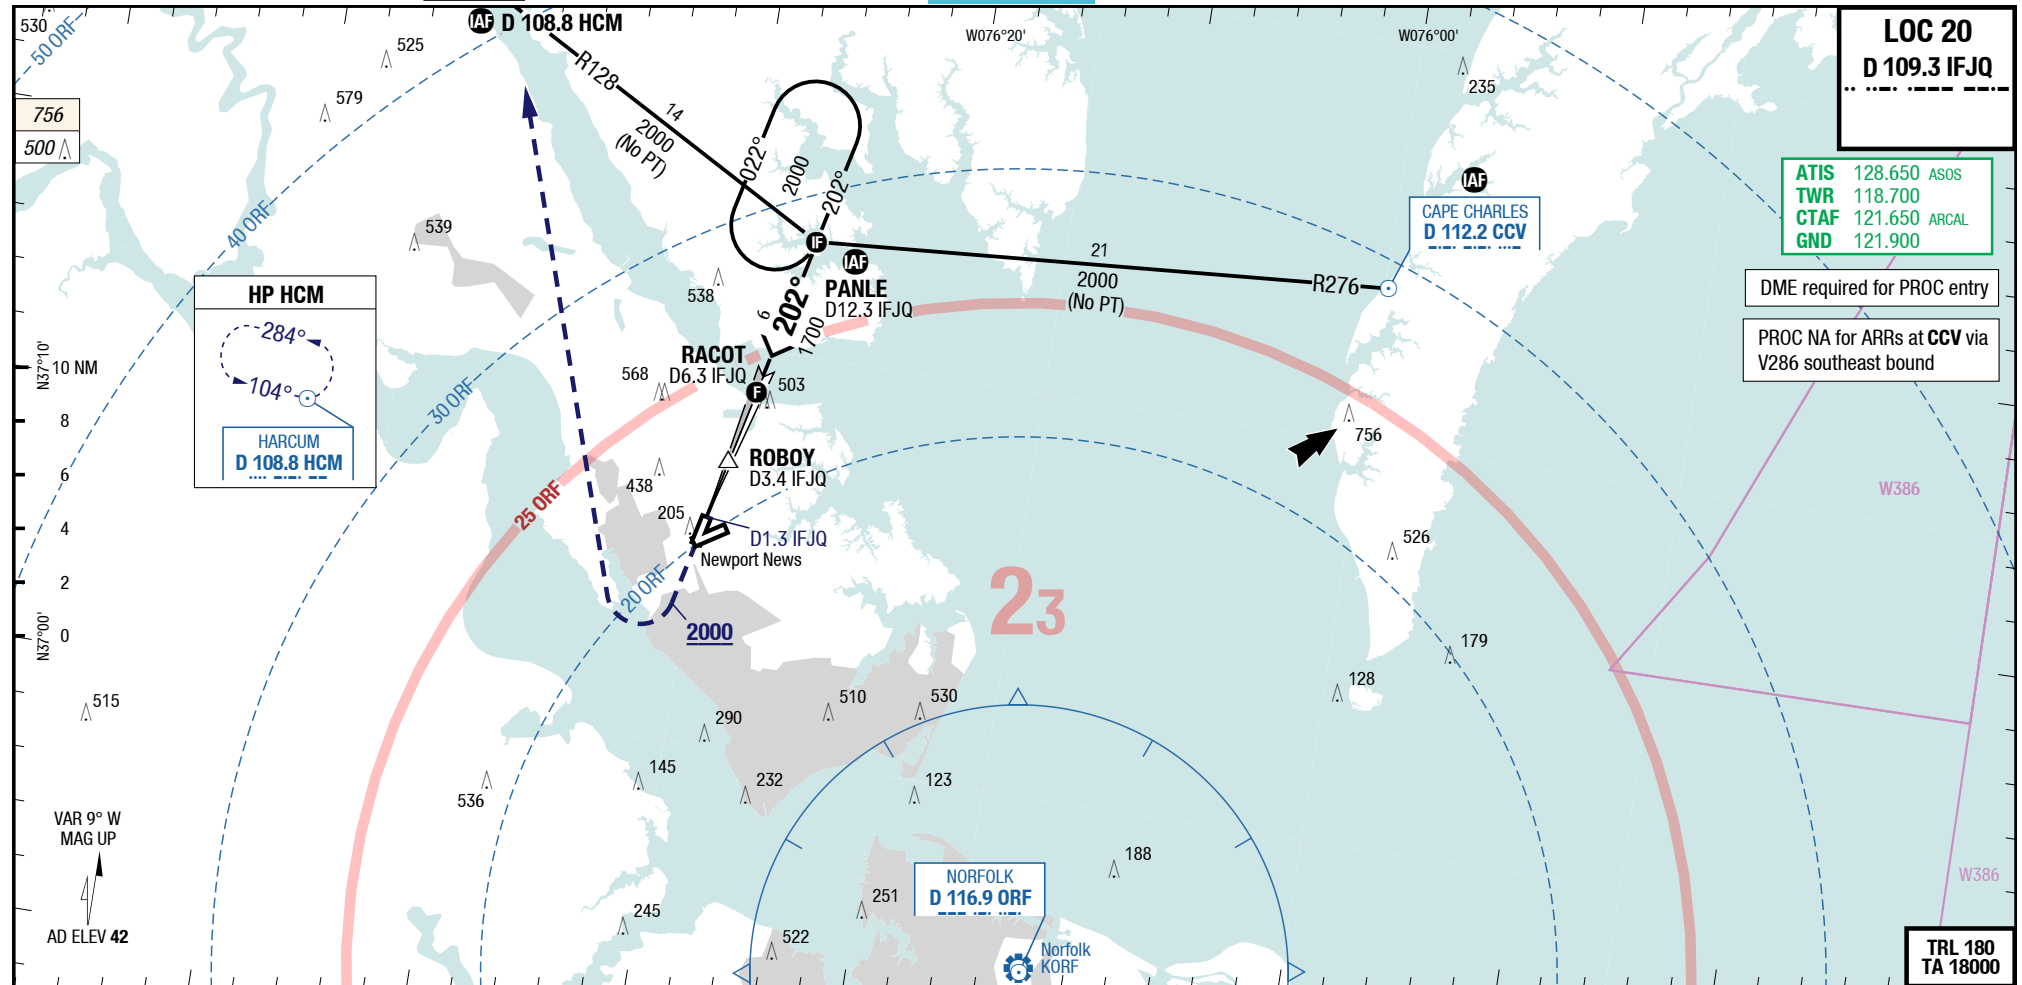 530
50 ORF
IAF D 108.8 HCM
525
579
756
500
R128
14
2000
(No PT)
022°
2000
202°
W076°20'
W076°00'
235
LOC 20
D 109.3 IFJQ
ATIS 128.650 ASOS
TWR 118.700
CTAF 121.650 ARCAL
GND 121.900
DME required for PROC entry
PROC NA for ARRs at CCV via
V286 southeast bound
IAF
CAPE CHARLES
D 112.2 CCV
40 ORF
539
IF
IAF
PANLE
D12.3 IFJQ
21
2000
(No PT)
R276
538
6
202°
1700
HP HCM
284°
104°
HARCUM
D 108.8 HCM
N37°10'
10 NM
8
6
4
2
0
N37°00'
30 ORF
RACOT
D6.3 IFJQ
568
F
503
ROBOY
D3.4 IFJQ
438
205
D1.3 IFJQ
Newport News
25 ORF
20 ORF
2000
23
756
526
W386
179
128
515
510
530
290
145
232
123
536
188
251
245
522
VAR 9° W
MAG UP
AD ELEV 42
NORFOLK
D 116.9 ORF
Norfolk
KORF
W386
TRL 180
TA 18000